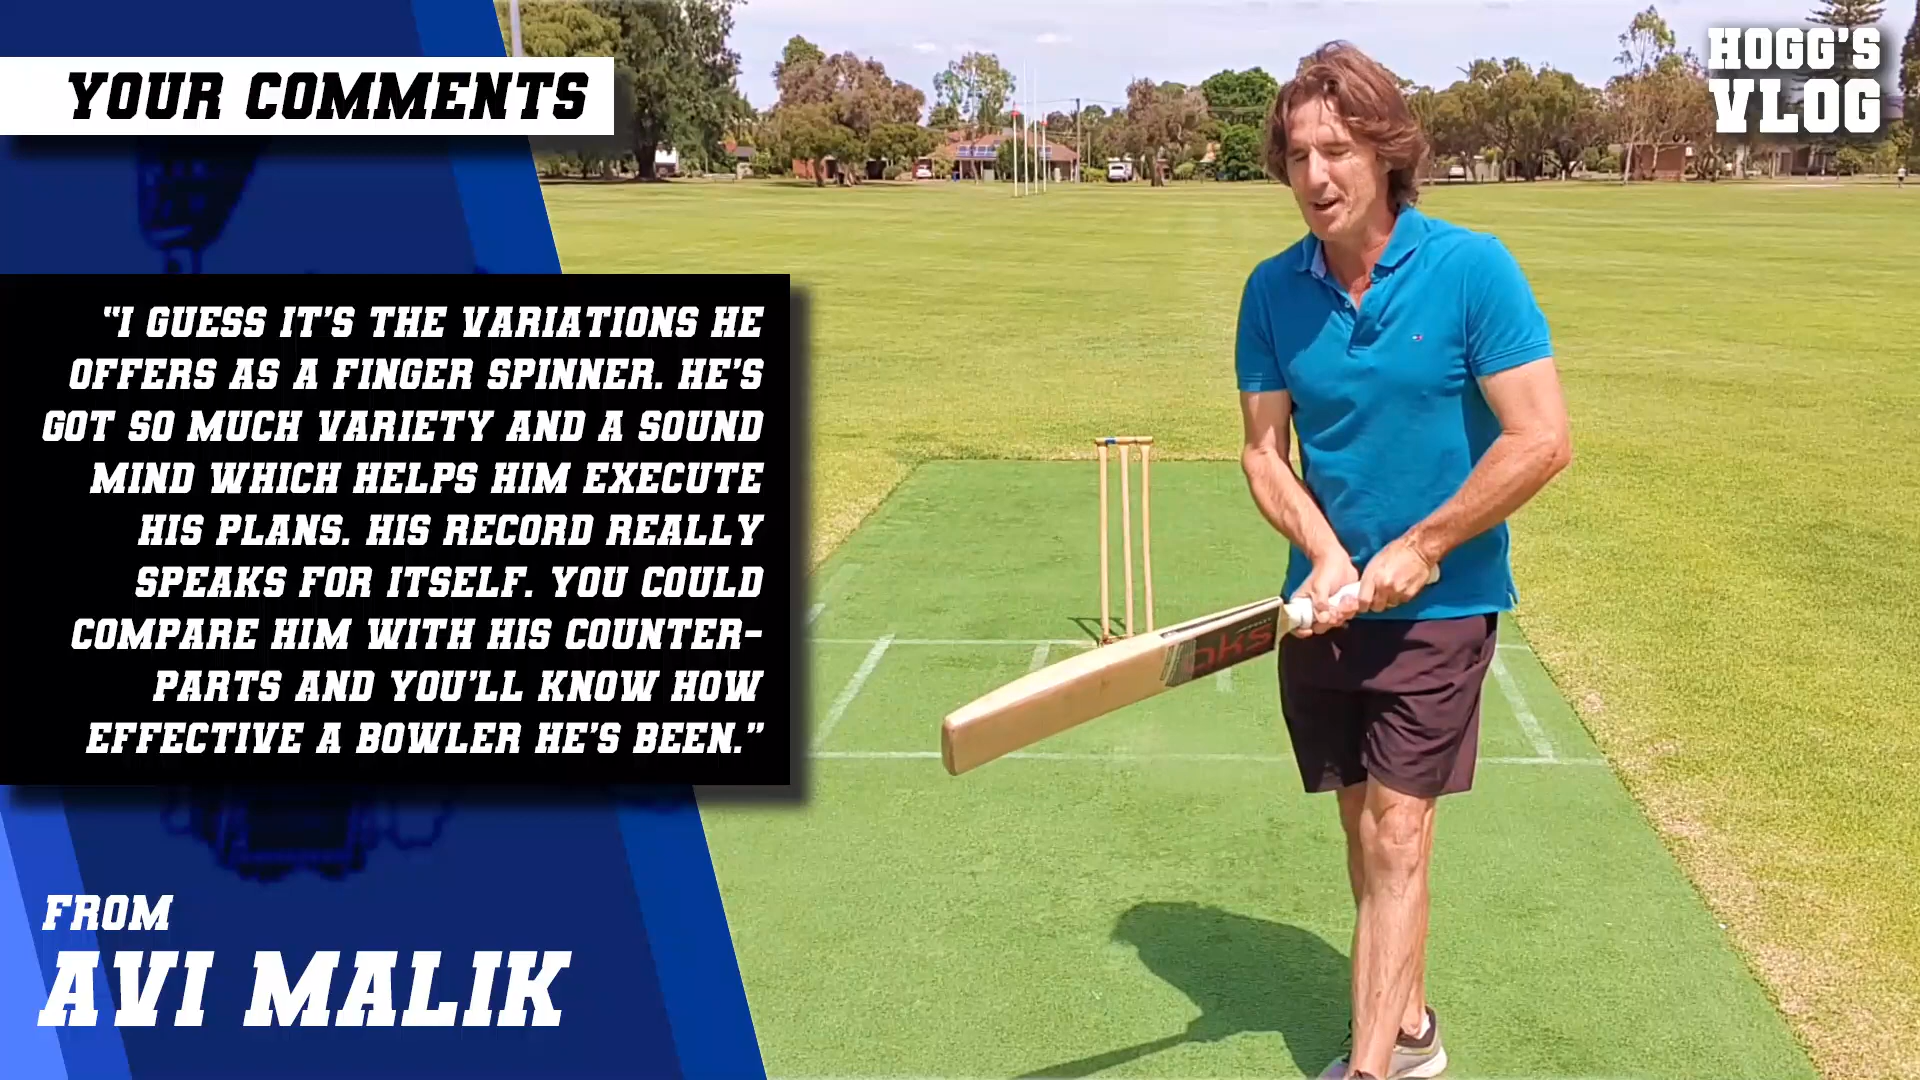 YOUR COMMENTS
HOGG'S
VLOG
"I GUESS IT'S THE VARIATIONS HE
OFFERS AS A FINGER SPINNER. HE'S
GOT SO MUCH VARIETY AND A SOUND
MIND WHICH HELPS HIM EXECUTE
HIS PLANS. HIS RECORD REALLY
SPEAKS FOR ITSELF. YOU COULD
COMPARE HIM WITH HIS COUNTER-
PARTS AND YOU'LL KNOW HOW
EFFECTIVE A BOWLER HE'S BEEN."
FROM
AVI MALIK